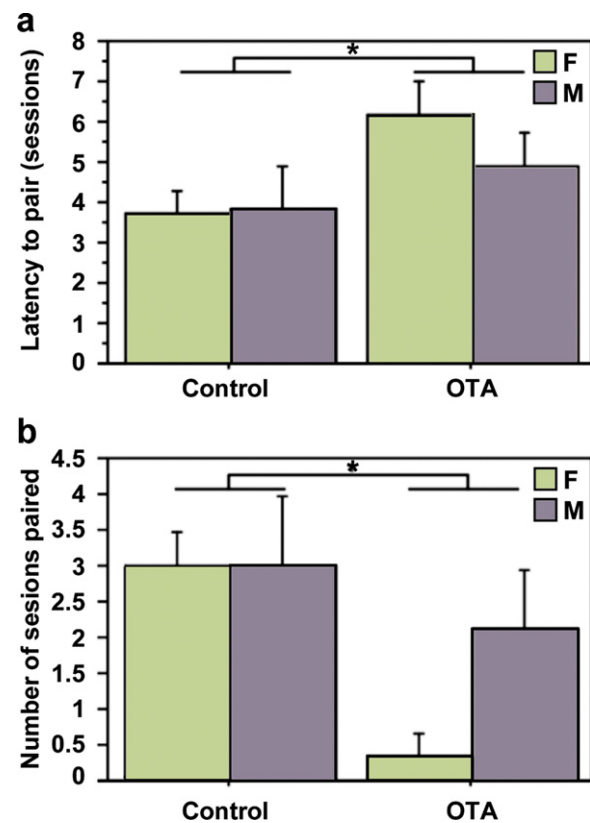 a
Latency to pair (sessions)
8
7
6
5
4
3
2
1
0
*
F
M
Control
OTA
b
Number of sesions paired
4.5
4
3.5
3
2.5
2
1.5
1
0.5
0
*
F
M
Control
OTA